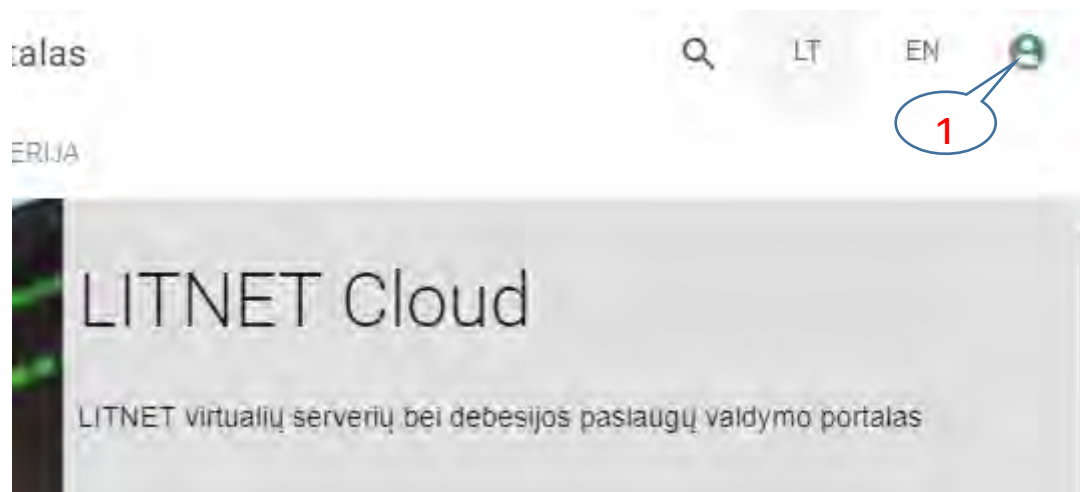 talas
LT EN
1
ERIJA
LITNET Cloud
LITNET virtualių serverių bei debesijos paslaugų valdymo portalas